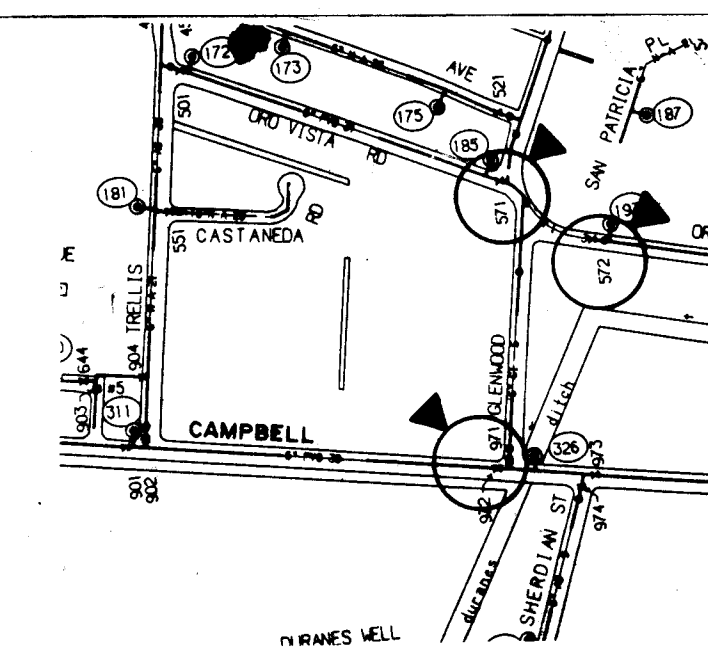 172
173
175
AVE
521
PL
SAN PATRICIA
187
501
ORO VISTA RD
185
181
571
572
OR
551
CASTANEDA RD
TRELLIS
904
644
903
#5
311
CAMPBELL
GLENWOOD
971
972
ditch
326
973
974
901
902
SHERDIAN ST
duranes
DURANES WELL